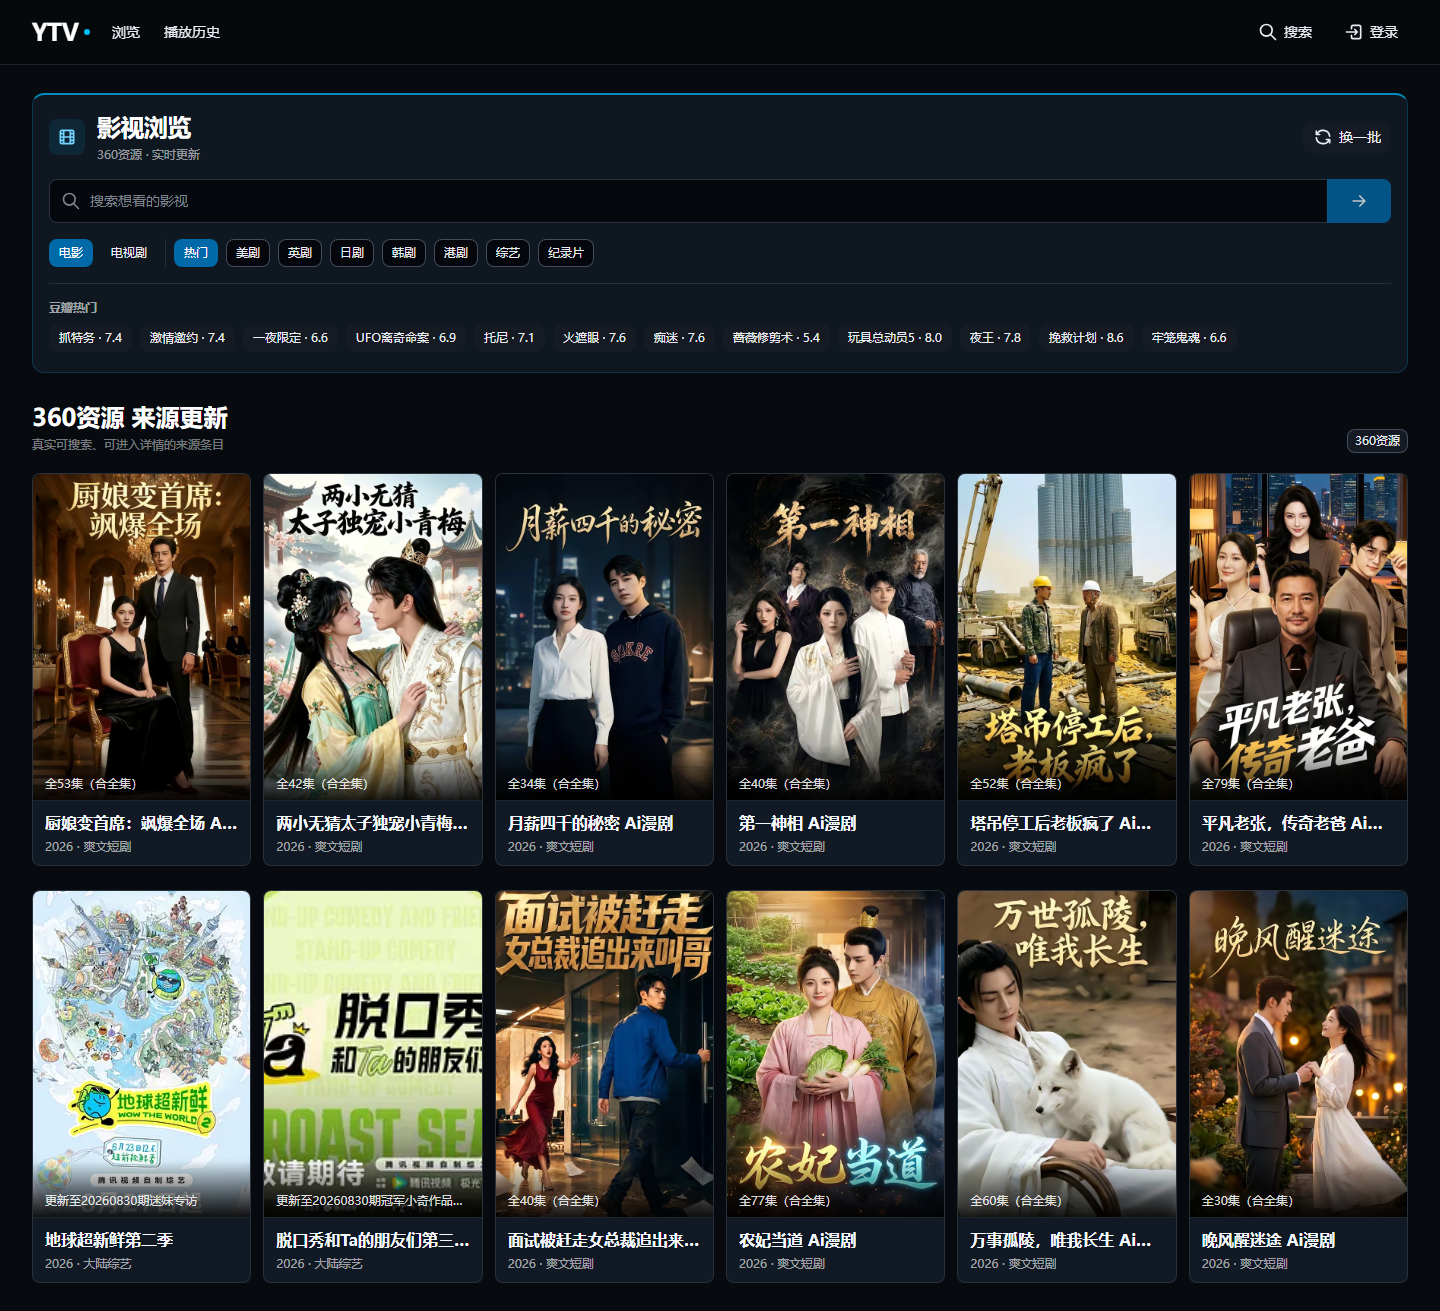 YTV
浏览
播放历史
搜索
登录
影视浏览
360资源 · 实时更新
换一批
搜索想看的影视
电影
电视剧
热门
美剧
英剧
日剧
韩剧
港剧
综艺
纪录片
豆瓣热门
抓特务 · 7.4
激情邀约 · 7.4
一夜限定 · 6.6
UFO离奇命案 · 6.9
托尼 · 7.1
火遮眼 · 7.6
痴迷 · 7.6
蔷薇修剪术 · 5.4
玩具总动员5 · 8.0
夜王 · 7.8
挽救计划 · 8.6
牢笼鬼魂 · 6.6
360资源 来源更新
真实可搜索、可进入详情的来源条目
360资源
厨娘变首席:
飒爆全场
全53集（合全集）
厨娘变首席：飒爆全场 A...
2026 · 爽文短剧
两小无猜
太子独宠小青梅
全42集（合全集）
两小无猜太子独宠小青梅...
2026 · 爽文短剧
月薪四千的秘密
全34集（合全集）
月薪四千的秘密 Ai漫剧
2026 · 爽文短剧
第一神相
全40集（合全集）
第一神相 Ai漫剧
2026 · 爽文短剧
塔吊停工后,
老板疯了
全52集（合全集）
塔吊停工后老板疯了 Ai...
2026 · 爽文短剧
平凡老张,
传奇老爸
全79集（合全集）
平凡老张，传奇老爸 Ai...
2026 · 爽文短剧
地球超新鲜
WOW THE WORLD
2
腾讯视频自制综艺
更新至20260830期迷妹专访
地球超新鲜第二季
2026 · 大陆综艺
STAND-UP COMEDY
脱口秀
和Ta的朋友们
ROAST SEA
敬请期待
腾讯视频自制综
腾讯视频
更新至20260830期冠军小奇作品...
脱口秀和Ta的朋友们第三...
2026 · 大陆综艺
面试被赶走
女总裁追出来叫哥
全40集（合全集）
面试被赶走女总裁追出来...
2026 · 爽文短剧
农妃当道
全77集（合全集）
农妃当道 Ai漫剧
2026 · 爽文短剧
万世孤陵,
唯我长生
全60集（合全集）
万事孤陵，唯我长生 Ai...
2026 · 爽文短剧
晚风醒迷途
全30集（合全集）
晚风醒迷途 Ai漫剧
2026 · 爽文短剧